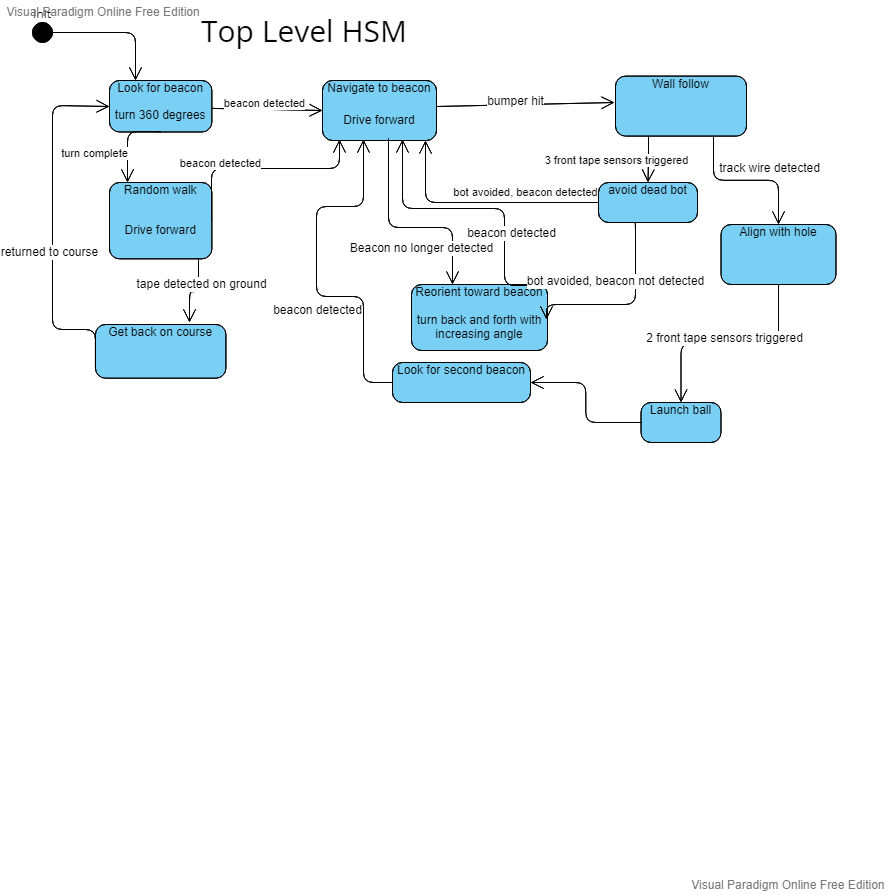 Visual Paradigm Online Free Edition
Init
Top Level HSM
Look for beacon
turn 360 degrees
beacon detected
Navigate to beacon
Drive forward
bumper hit
Wall follow
turn complete
beacon detected
3 front tape sensors triggered
track wire detected
Random walk
Drive forward
bot avoided, beacon detected
avoid dead bot
returned to course
Beacon no longer detected
beacon detected
Align with hole
tape detected on ground
bot avoided, beacon not detected
Reorient toward beacon
turn back and forth with
increasing angle
beacon detected
Get back on course
2 front tape sensors triggered
Look for second beacon
Launch ball
Visual Paradigm Online Free Edition